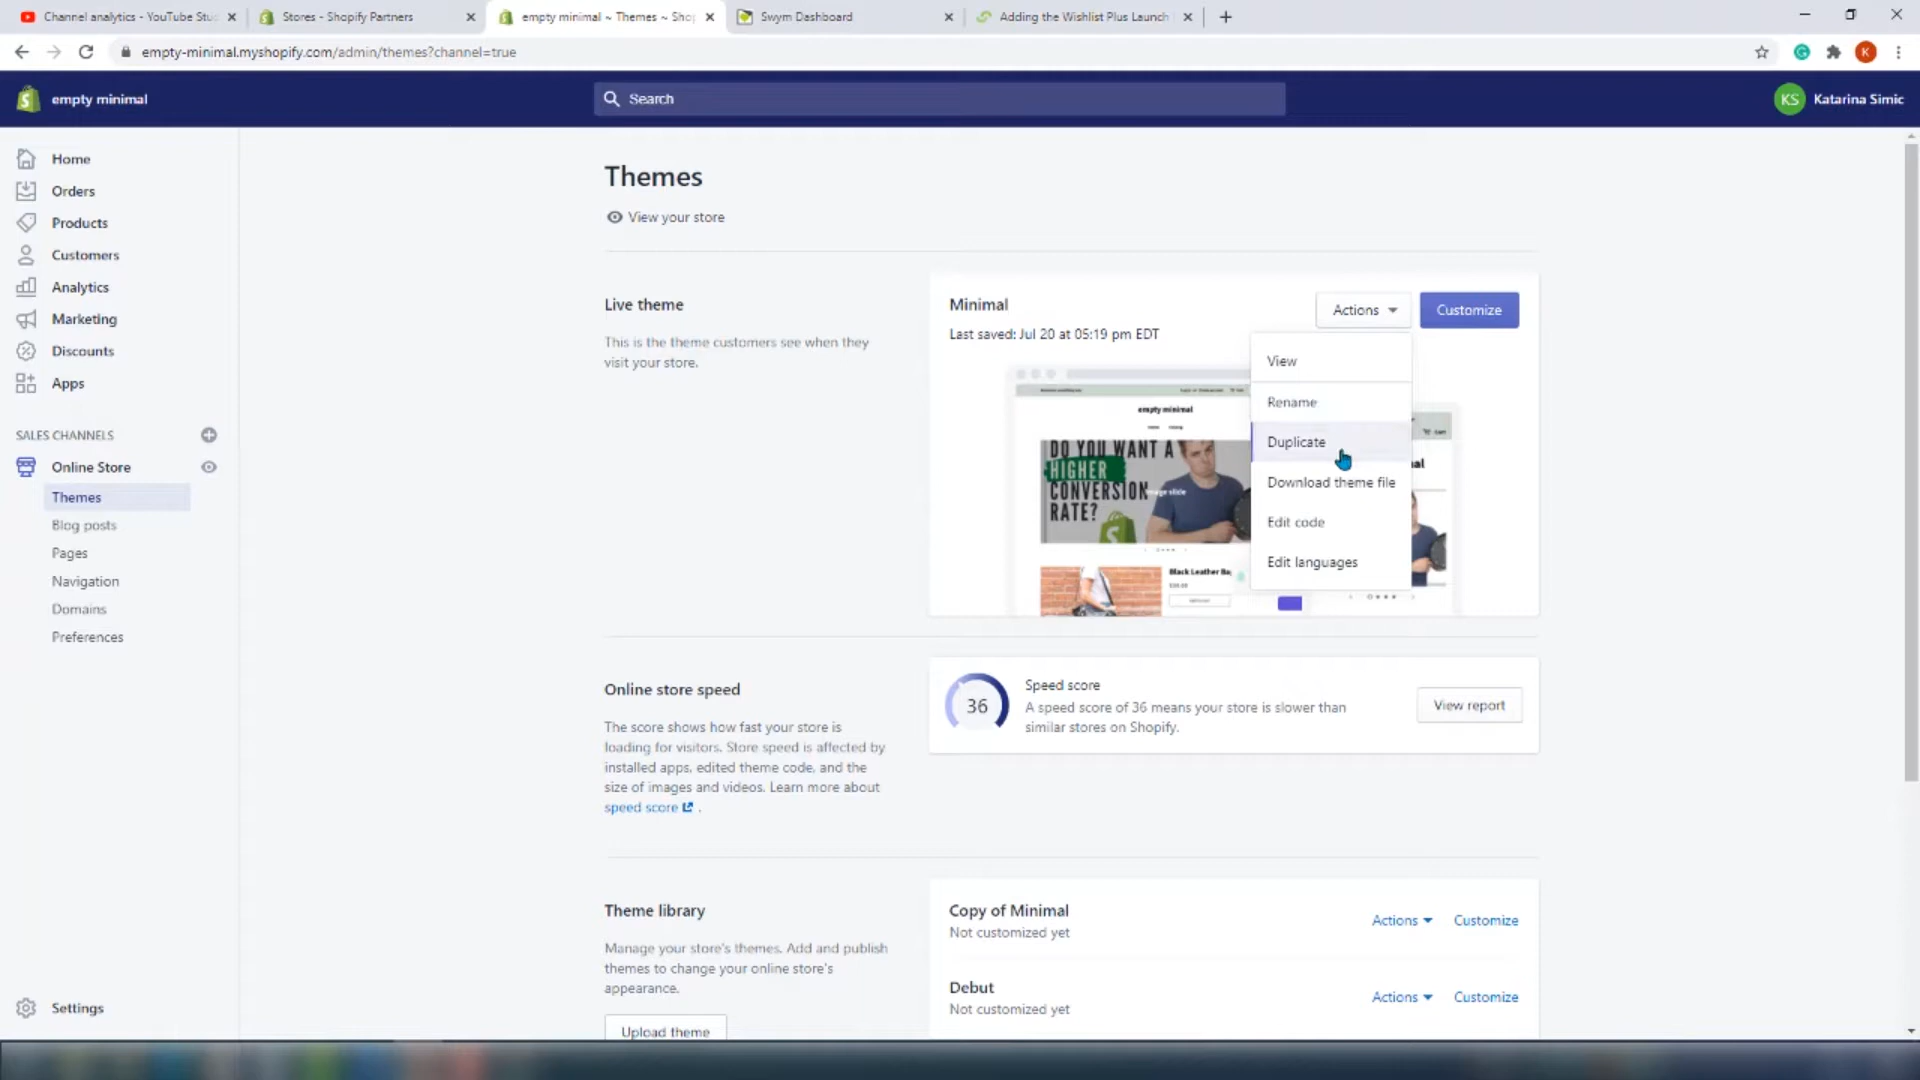 Channel analytics - YouTube Stu
Stores - Shopify Partners
empty minimal ~ Themes ~ Sho
Swym Dashboard
Adding the Wishlist Plus Launch
empty-minimal.myshopify.com/admin/themes?channel=true
K
empty minimal
Search
KS
Katarina Simic
Home
Orders
Products
Customers
Analytics
Marketing
Discounts
Apps
SALES CHANNELS
Online Store
Themes
Blog posts
Pages
Navigation
Domains
Preferences
Settings
Themes
View your store
Live theme
This is the theme customers see when they
visit your store.
Minimal
Last saved: Jul 20 at 05:19 pm EDT
Actions
Customize
View
Rename
Duplicate
Download theme file
Edit code
Edit languages
empty minimal
DO YOU WANT A
HIGHER
CONVERSION
RATE?
Image slide
Black Leather Ba
Online store speed
The score shows how fast your store is
loading for visitors. Store speed is affected by
installed apps, edited theme code, and the
size of images and videos. Learn more about
speed score .
36
Speed score
A speed score of 36 means your store is slower than
similar stores on Shopify.
View report
Theme library
Manage your store's themes. Add and publish
themes to change your online store's
appearance.
Upload theme
Copy of Minimal
Not customized yet
Actions
Customize
Debut
Not customized yet
Actions
Customize